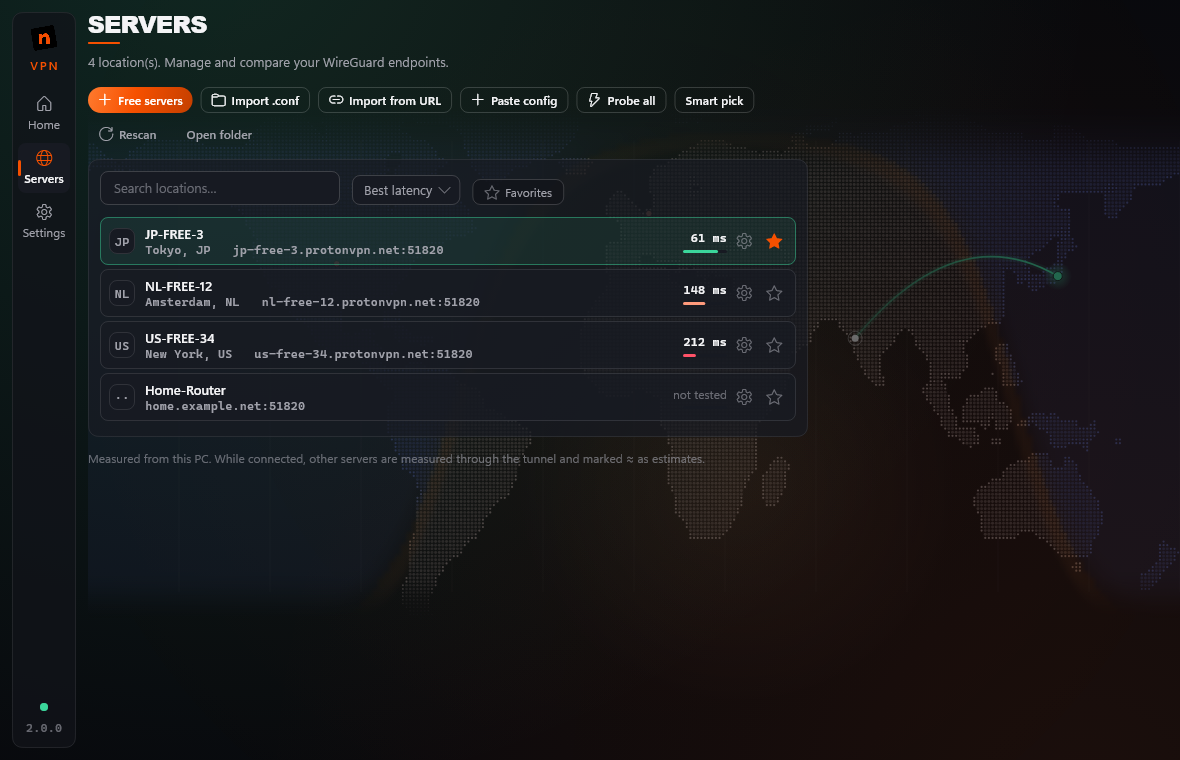 SERVERS
n
VPN
4 location(s). Manage and compare your WireGuard endpoints.
Free servers
Import .conf
Import from URL
Paste config
Probe all
Smart pick
Home
Rescan
Open folder
Servers
Search locations...
Best latency
Favorites
Settings
JP
JP-FREE-3
Tokyo, JP jp-free-3.protonvpn.net:51820
61 ms
NL
NL-FREE-12
Amsterdam, NL nl-free-12.protonvpn.net:51820
148 ms
US
US-FREE-34
New York, US us-free-34.protonvpn.net:51820
212 ms
··
Home-Router
home.example.net:51820
not tested
Measured from this PC. While connected, other servers are measured through the tunnel and marked ≈ as estimates.
2.0.0